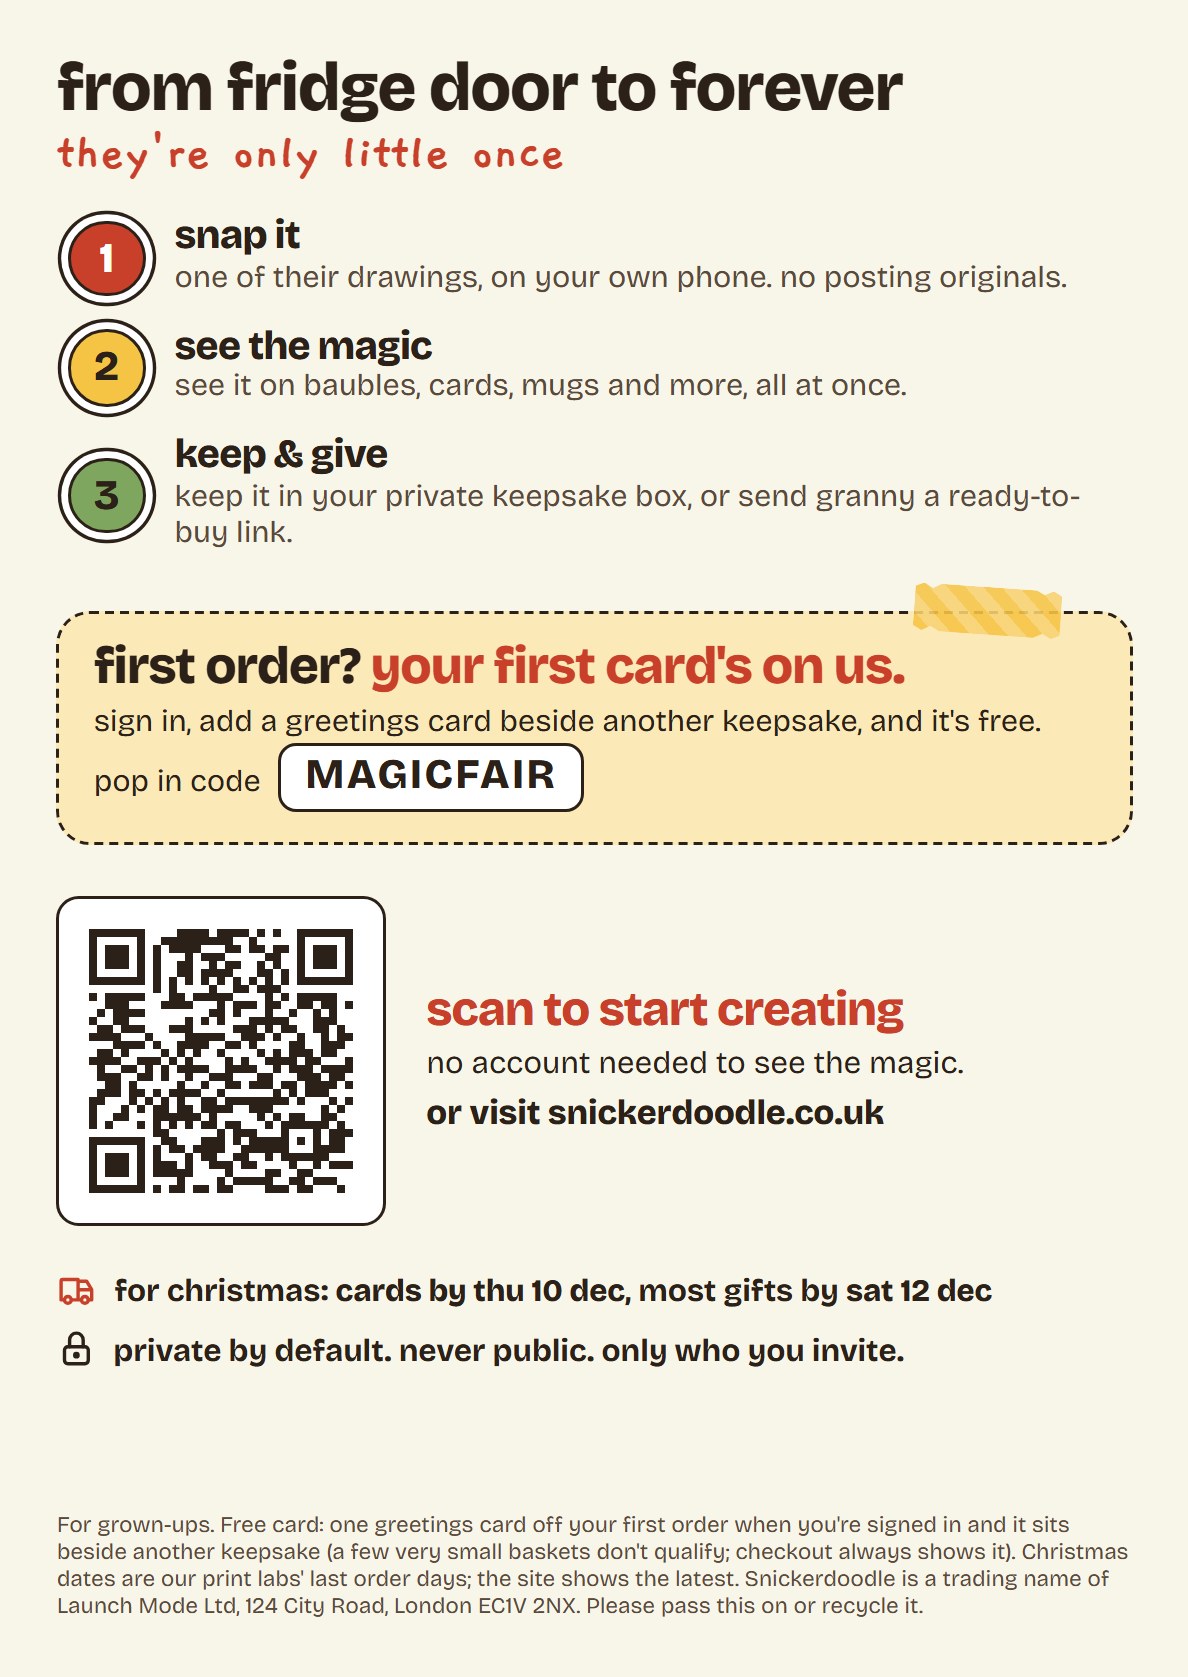 from fridge door to forever
they're only little once
1
snap it
one of their drawings, on your own phone. no posting originals.
2
see the magic
see it on baubles, cards, mugs and more, all at once.
3
keep & give
keep it in your private keepsake box, or send granny a ready-to-
buy link.
first order? your first card's on us.
sign in, add a greetings card beside another keepsake, and it's free.
pop in code MAGICFAIR
scan to start creating
no account needed to see the magic.
or visit snickerdoodle.co.uk
for christmas: cards by thu 10 dec, most gifts by sat 12 dec
private by default. never public. only who you invite.
For grown-ups. Free card: one greetings card off your first order when you're signed in and it sits
beside another keepsake (a few very small baskets don't qualify; checkout always shows it). Christmas
dates are our print labs' last order days; the site shows the latest. Snickerdoodle is a trading name of
Launch Mode Ltd, 124 City Road, London EC1V 2NX. Please pass this on or recycle it.